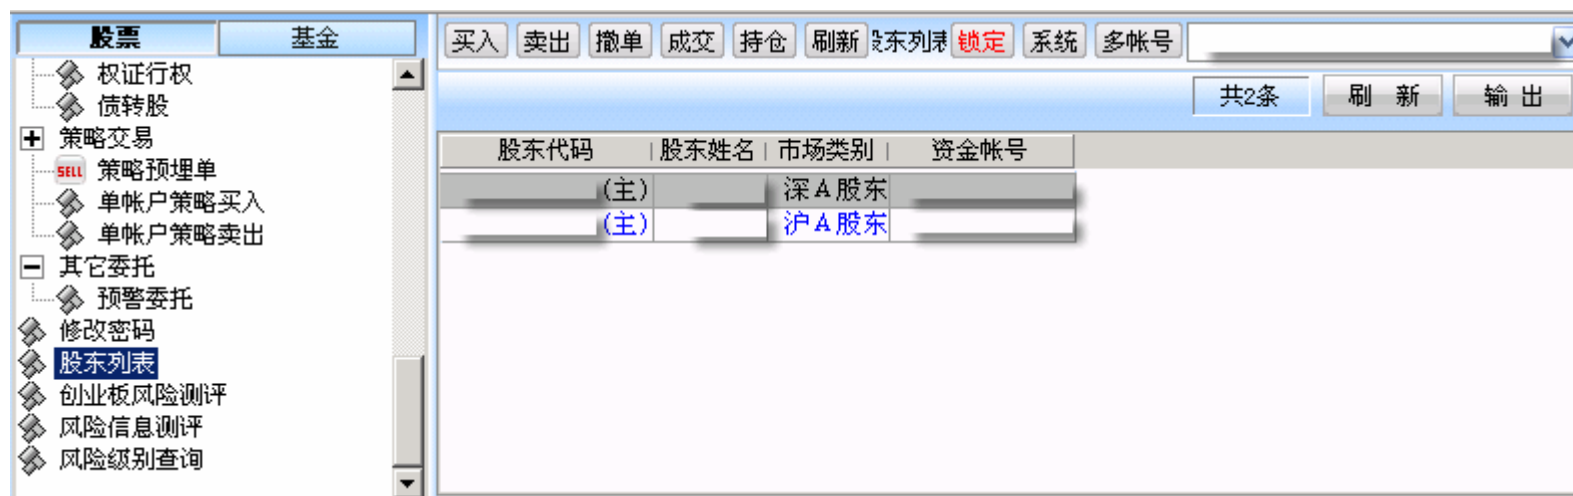 股票 基金
权证行权
债转股
策略交易
SELL 策略预埋单
单帐户策略买入
单帐户策略卖出
其它委托
预警委托
修改密码
股东列表
创业板风险测评
风险信息测评
风险级别查询
买入 卖出 撤单 成交 持仓 刷新 股东列表 锁定 系统 多帐号
共2条 刷 新 输 出
股东代码 股东姓名 市场类别 资金帐号
(主) 深A股东
(主) 沪A股东